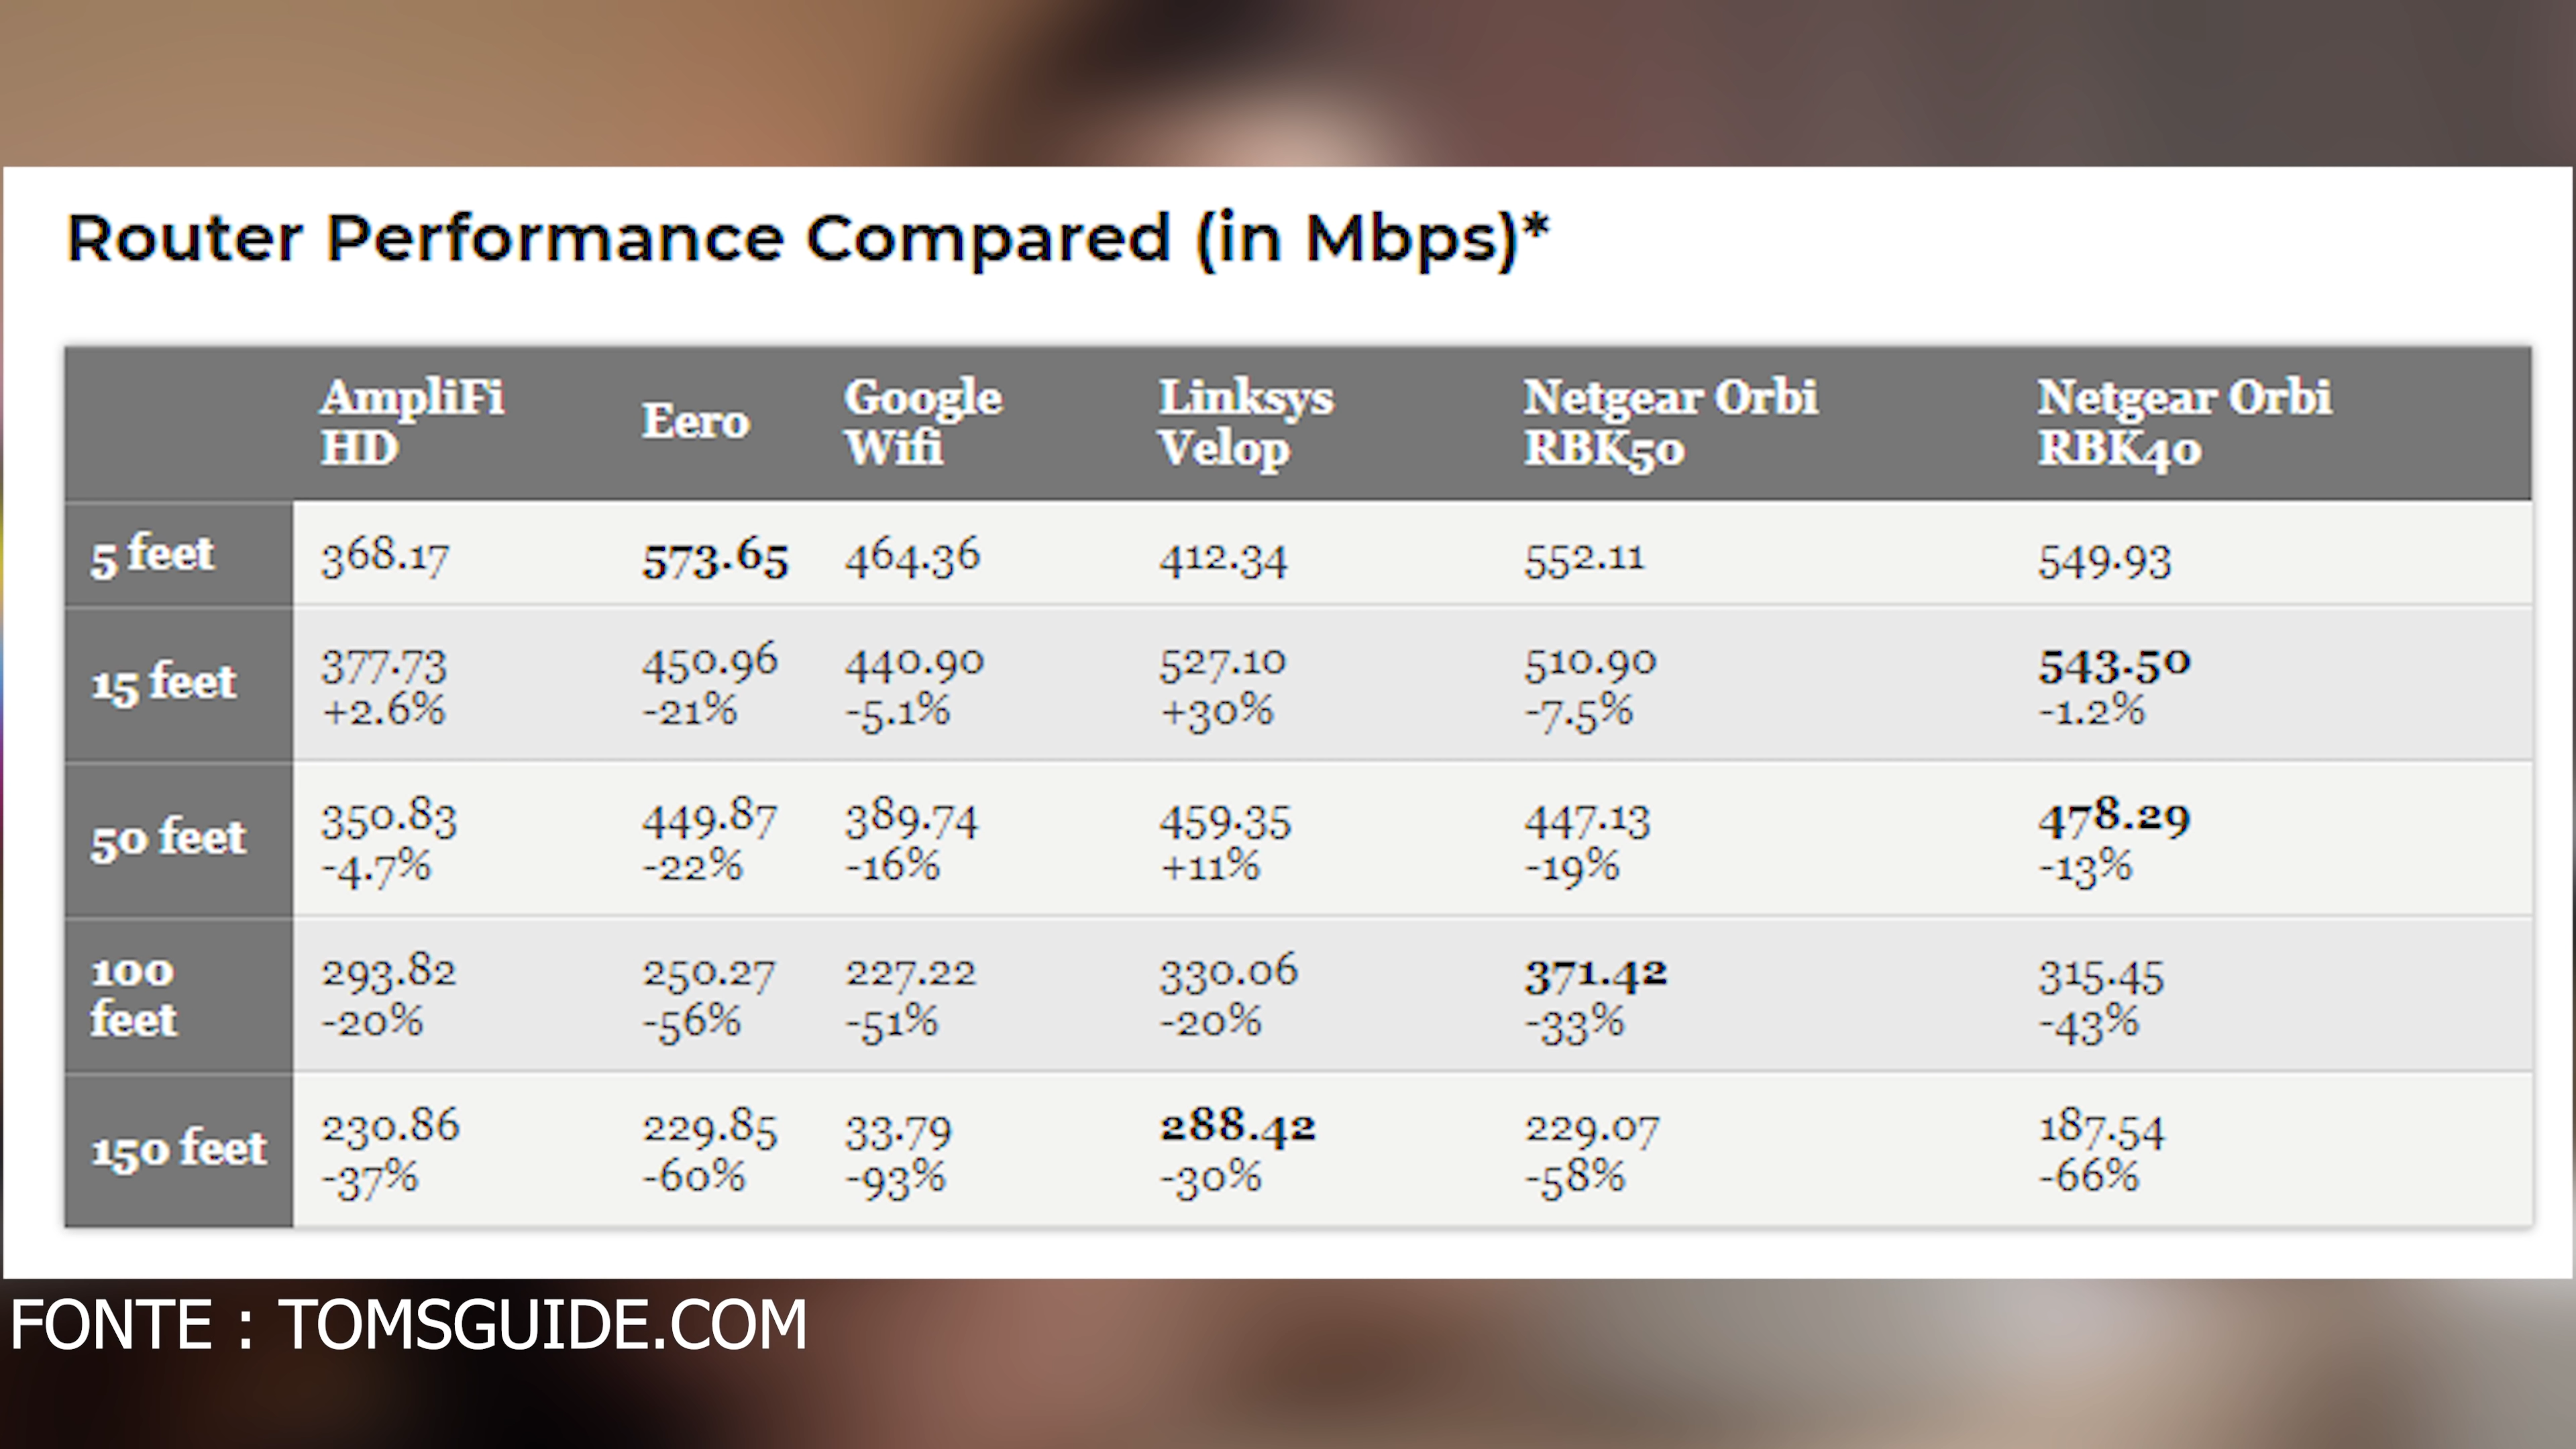 Router Performance Compared (in Mbps)*
AmpliFi HD Eero Google Wifi Linksys Velop Netgear Orbi RBK50 Netgear Orbi RBK40
5 feet 368.17 573.65 464.36 412.34 552.11 549.93
15 feet 377.73 450.96 440.90 527.10 510.90 543.50
+2.6% -21% -5.1% +30% -7.5% -1.2%
50 feet 350.83 449.87 389.74 459.35 447.13 478.29
-4.7% -22% -16% +11% -19% -13%
100 feet 293.82 250.27 227.22 330.06 371.42 315.45
-20% -56% -51% -20% -33% -43%
150 feet 230.86 229.85 33.79 288.42 229.07 187.54
-37% -60% -93% -30% -58% -66%
FONTE : TOMSGUIDE.COM